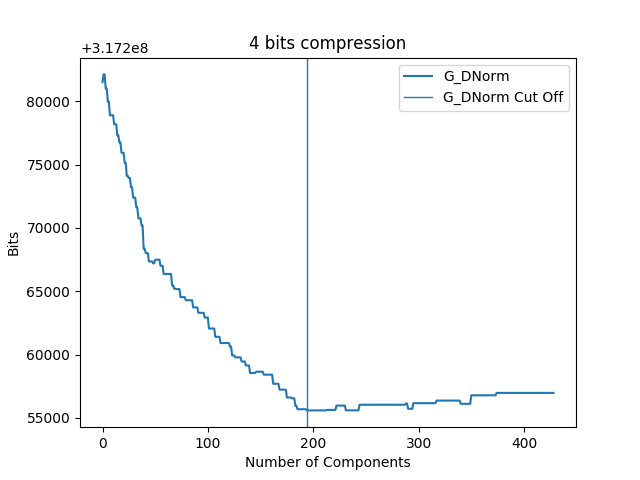 4 bits compression
+3.172e8
G_DNorm
G_DNorm Cut Off
80000
75000
70000
65000
60000
55000
Bits
0 100 200 300 400
Number of Components